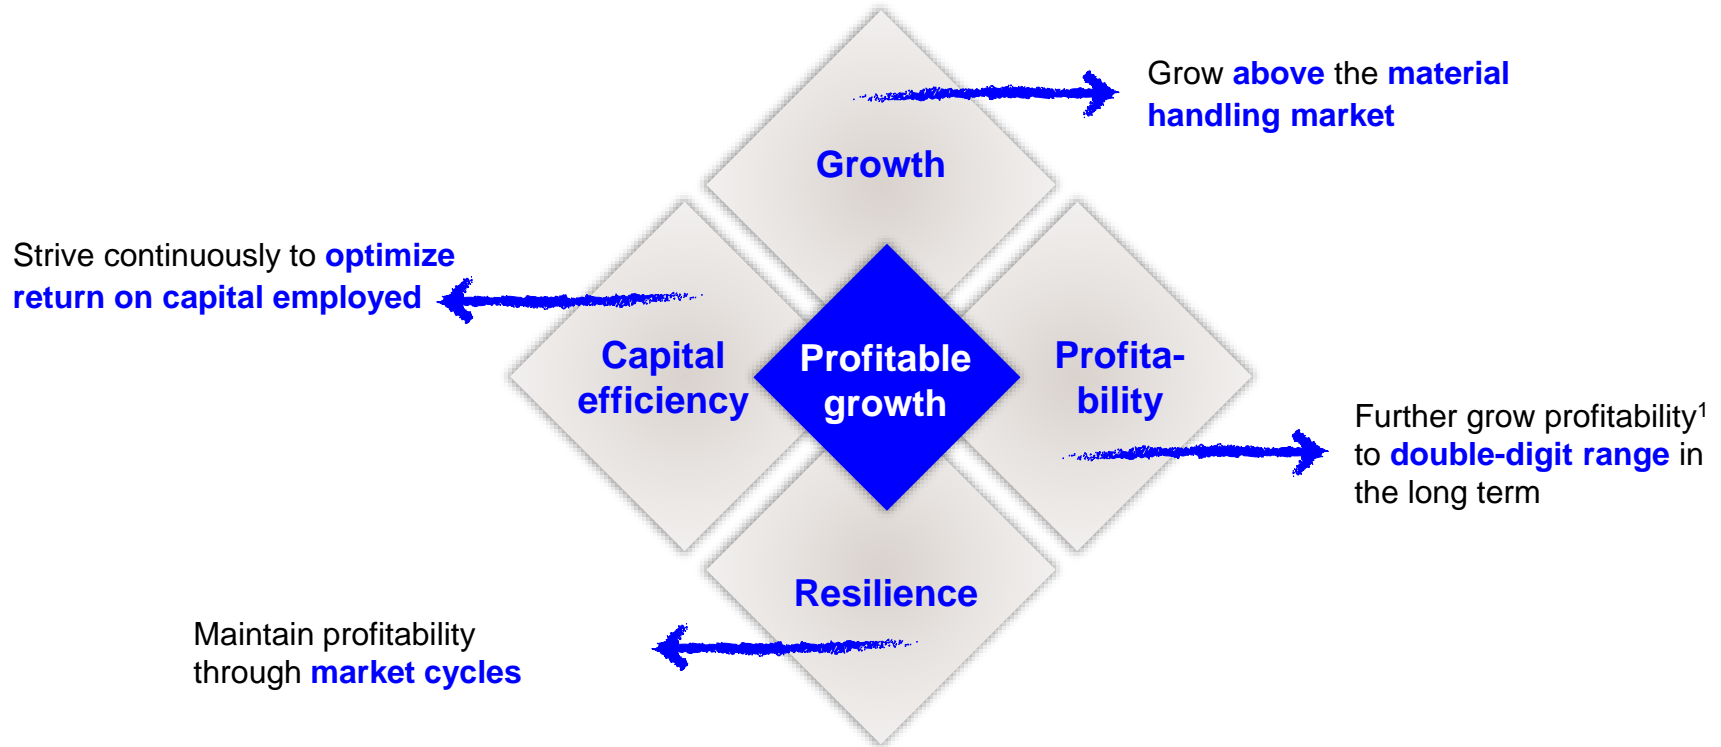 Grow above the material
handling market
Growth
Strive continuously to optimize
return on capital employed
Capital
efficiency
Profitable
growth
Profita-
bility
Further grow profitability¹
to double-digit range in
the long term
Resilience
Maintain profitability
through market cycles